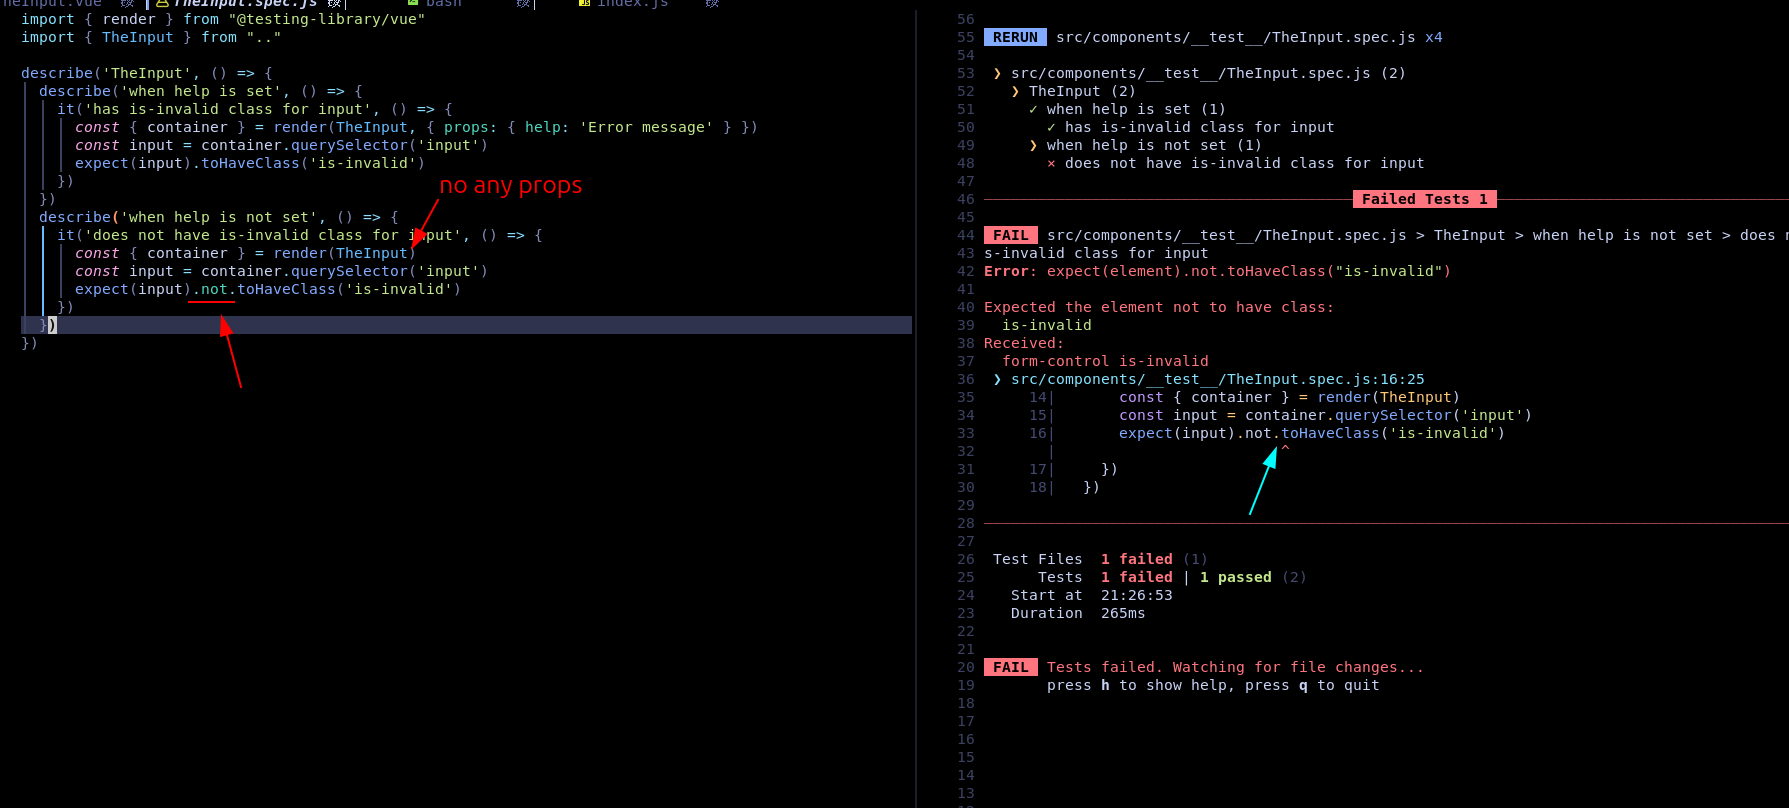 heInput.vue TheInput.spec.js bash index.js
import { render } from "@testing-library/vue"
import { TheInput } from ".."
describe('TheInput', () => {
describe('when help is set', () => {
it('has is-invalid class for input', () => {
const { container } = render(TheInput, { props: { help: 'Error message' } })
const input = container.querySelector('input')
expect(input).toHaveClass('is-invalid')
})
})
no any props
describe('when help is not set', () => {
it('does not have is-invalid class for input', () => {
const { container } = render(TheInput)
const input = container.querySelector('input')
expect(input).not.toHaveClass('is-invalid')
})
})
})
56
55 RERUN src/components/__test__/TheInput.spec.js x4
54
53 ❯ src/components/__test__/TheInput.spec.js (2)
52 ❯ TheInput (2)
51 ✓ when help is set (1)
50 ✓ has is-invalid class for input
49 ❯ when help is not set (1)
48 × does not have is-invalid class for input
47
46 Failed Tests 1
45
44 FAIL src/components/__test__/TheInput.spec.js > TheInput > when help is not set > does n
43 s-invalid class for input
42 Error: expect(element).not.toHaveClass("is-invalid")
41
40 Expected the element not to have class:
39 is-invalid
38 Received:
37 form-control is-invalid
36 ❯ src/components/__test__/TheInput.spec.js:16:25
35 14| const { container } = render(TheInput)
34 15| const input = container.querySelector('input')
33 16| expect(input).not.toHaveClass('is-invalid')
32 | ^
31 17| })
30 18| })
29
28
27
26 Test Files 1 failed (1)
25 Tests 1 failed | 1 passed (2)
24 Start at 21:26:53
23 Duration 265ms
22
21
20 FAIL Tests failed. Watching for file changes...
19 press h to show help, press q to quit
18
17
16
15
14
13